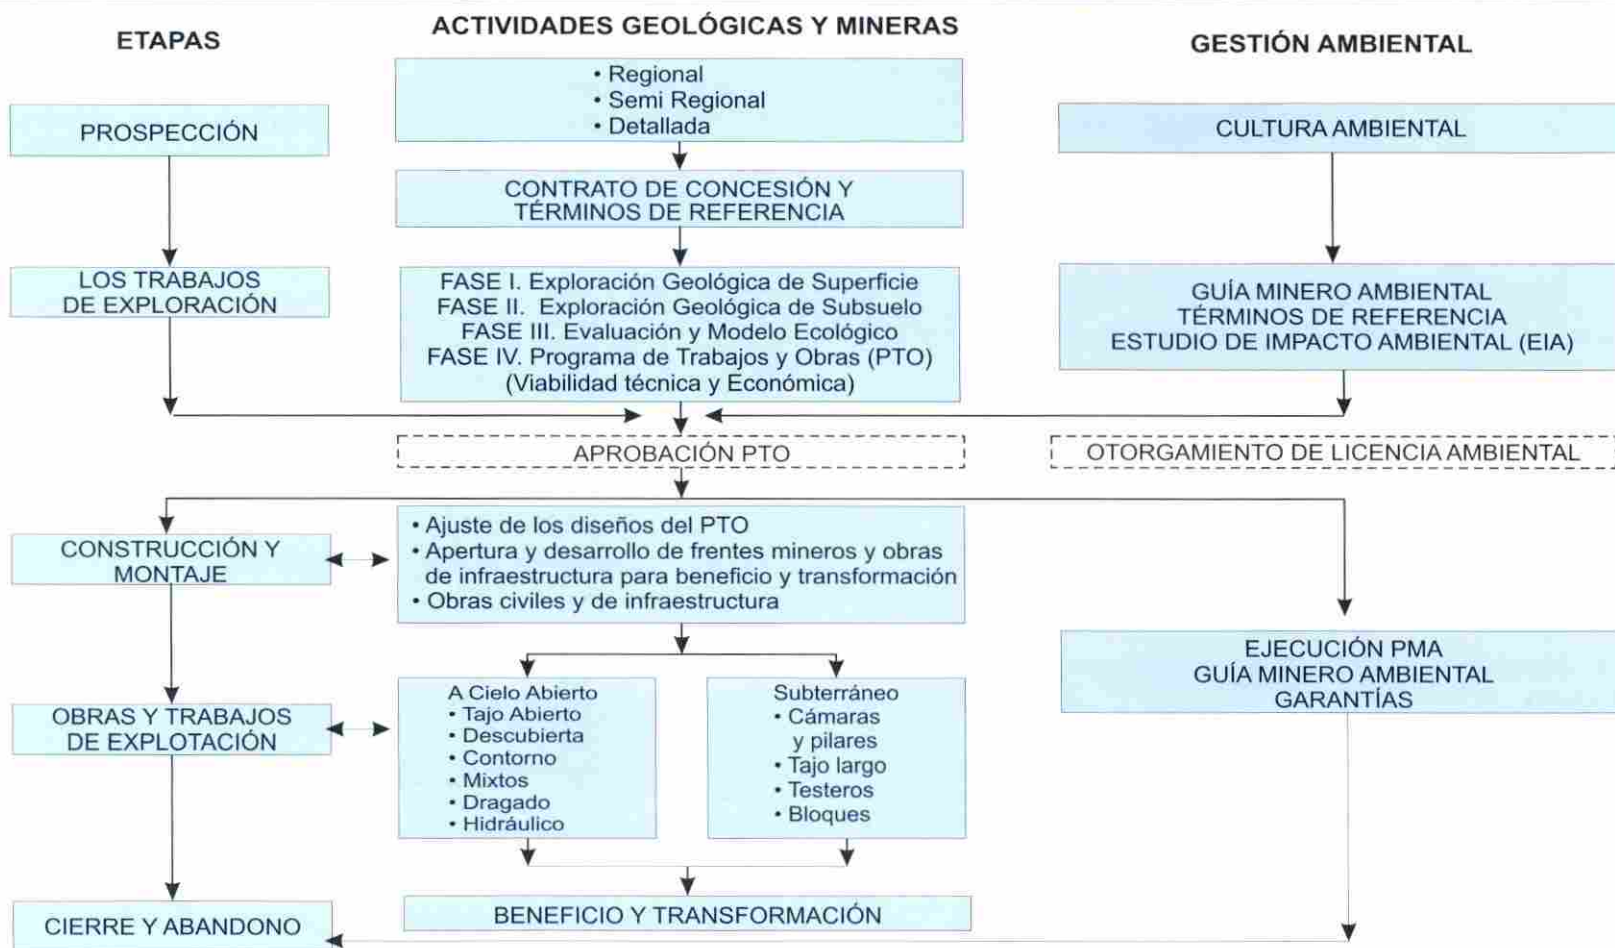 ETAPAS
ACTIVIDADES GEOLÓGICAS Y MINERAS
GESTIÓN AMBIENTAL
• Regional
• Semi Regional
• Detallada
PROSPECCIÓN
CULTURA AMBIENTAL
CONTRATO DE CONCESIÓN Y
TÉRMINOS DE REFERENCIA
LOS TRABAJOS
DE EXPLORACIÓN
FASE I. Exploración Geológica de Superficie
FASE II. Exploración Geológica de Subsuelo
FASE III. Evaluación y Modelo Ecológico
FASE IV. Programa de Trabajos y Obras (PTO)
(Viabilidad técnica y Económica)
GUÍA MINERO AMBIENTAL
TÉRMINOS DE REFERENCIA
ESTUDIO DE IMPACTO AMBIENTAL (EIA)
APROBACIÓN PTO
OTORGAMIENTO DE LICENCIA AMBIENTAL
CONSTRUCCIÓN Y
MONTAJE
• Ajuste de los diseños del PTO
• Apertura y desarrollo de frentes mineros y obras
de infraestructura para beneficio y transformación
• Obras civiles y de infraestructura
EJECUCIÓN PMA
GUÍA MINERO AMBIENTAL
GARANTÍAS
OBRAS Y TRABAJOS
DE EXPLOTACIÓN
A Cielo Abierto
• Tajo Abierto
• Descubierta
• Contorno
• Mixtos
• Dragado
• Hidráulico
Subterráneo
• Cámaras
y pilares
• Tajo largo
• Testeros
• Bloques
CIERRE Y ABANDONO
BENEFICIO Y TRANSFORMACIÓN